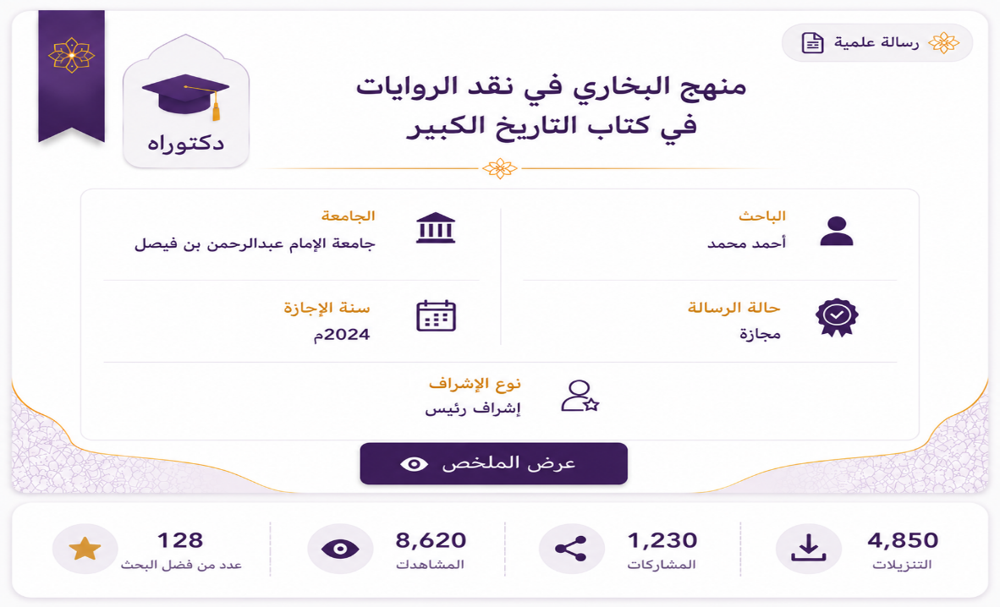 رسالة علمية
منهج البخاري في نقد الروايات
في كتاب التاريخ الكبير
دكتوراه
الباحث
أحمد محمد
الجامعة
جامعة الإمام عبدالرحمن بن فيصل
حالة الرسالة
مجازة
سنة الإجازة
2024م
نوع الإشراف
إشراف رئيس
عرض الملخص
4,850
التنزيلات
1,230
المشاركات
8,620
المشاهدات
128
عدد من فضل البحث